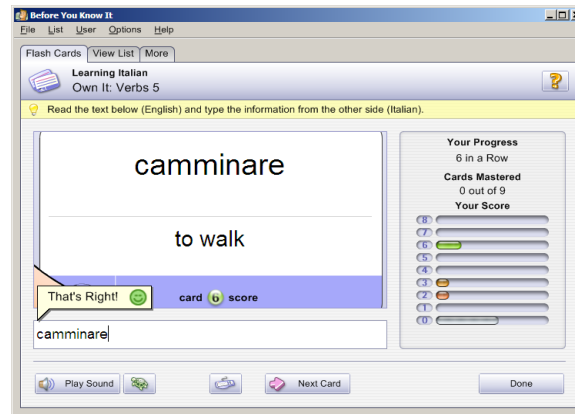 Before You Know It
File List User Options Help
Flash Cards View List More
Learning Italian
Own It: Verbs 5
?
Read the text below (English) and type the information from the other side (Italian).
camminare
to walk
That's Right!
card 6 score
camminare
Your Progress
6 in a Row
Cards Mastered
0 out of 9
Your Score
8
7
6
5
4
3
2
1
0
Play Sound
Next Card
Done